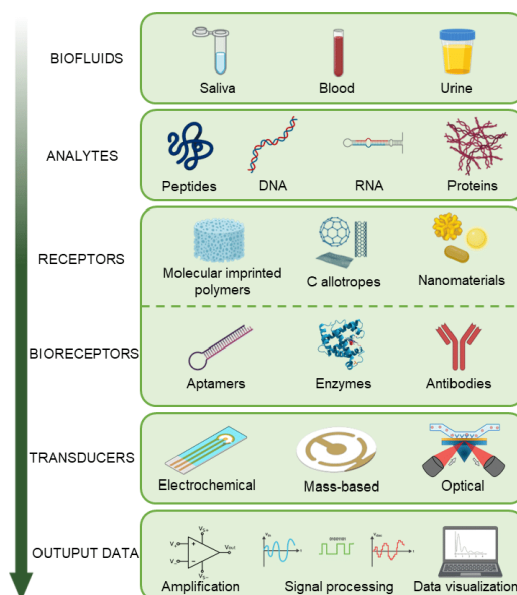 BIOFLUIDS
Saliva
Blood
Urine
ANALYTES
Peptides
DNA
RNA
Proteins
RECEPTORS
Molecular imprinted
polymers
C allotropes
Nanomaterials
BIORECEPTORS
Aptamers
Enzymes
Antibodies
TRANSDUCERS
Electrochemical
Mass-based
Optical
OUTUPUT DATA
Amplification
Signal processing
Data visualization